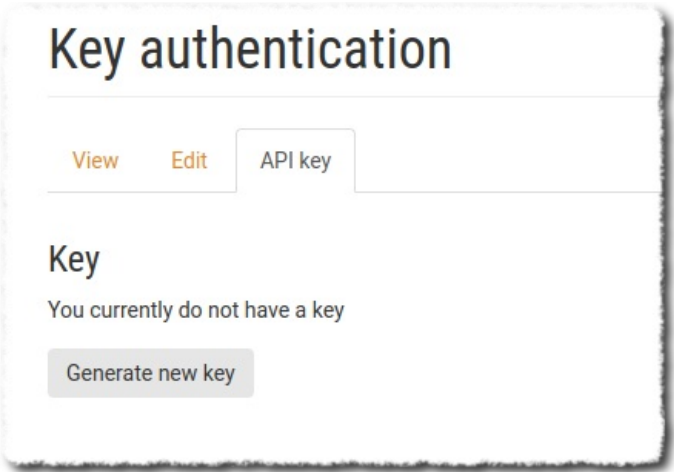 Key authentication
View Edit API key
Key
You currently do not have a key
Generate new key